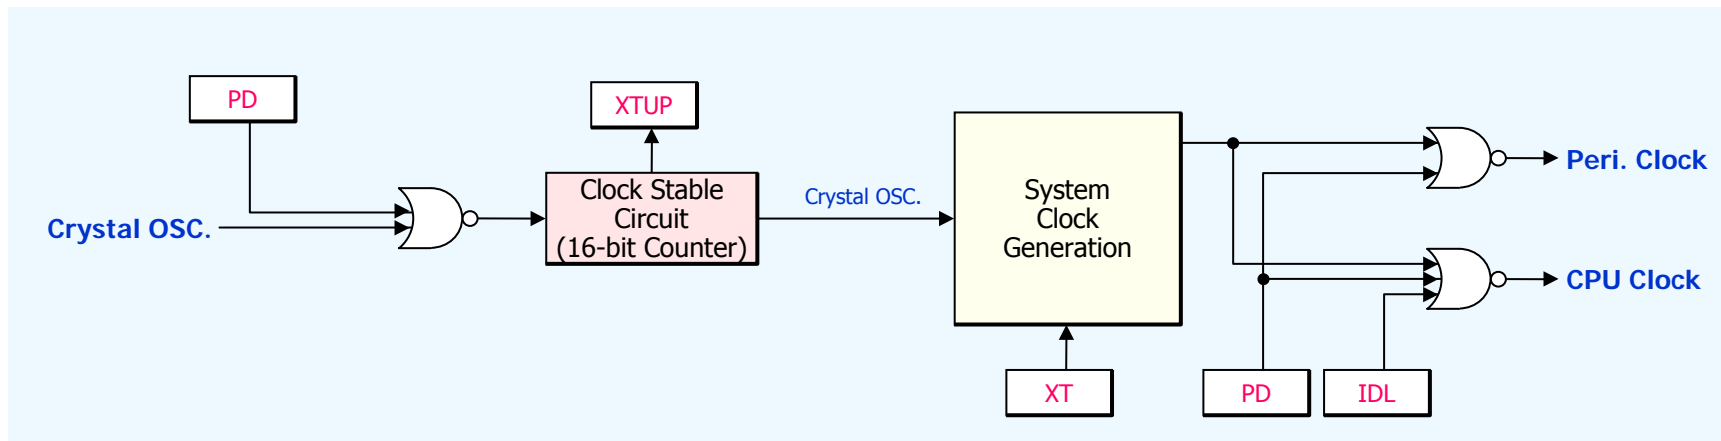 PD
XTUP
Crystal OSC.
Clock Stable
Circuit
(16-bit Counter)
Crystal OSC.
System
Clock
Generation
Peri. Clock
CPU Clock
XT
PD
IDL